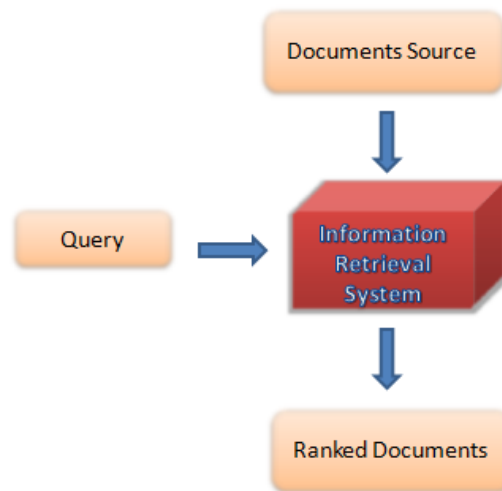 Documents Source
Query
Information
Retrieval
System
Ranked Documents